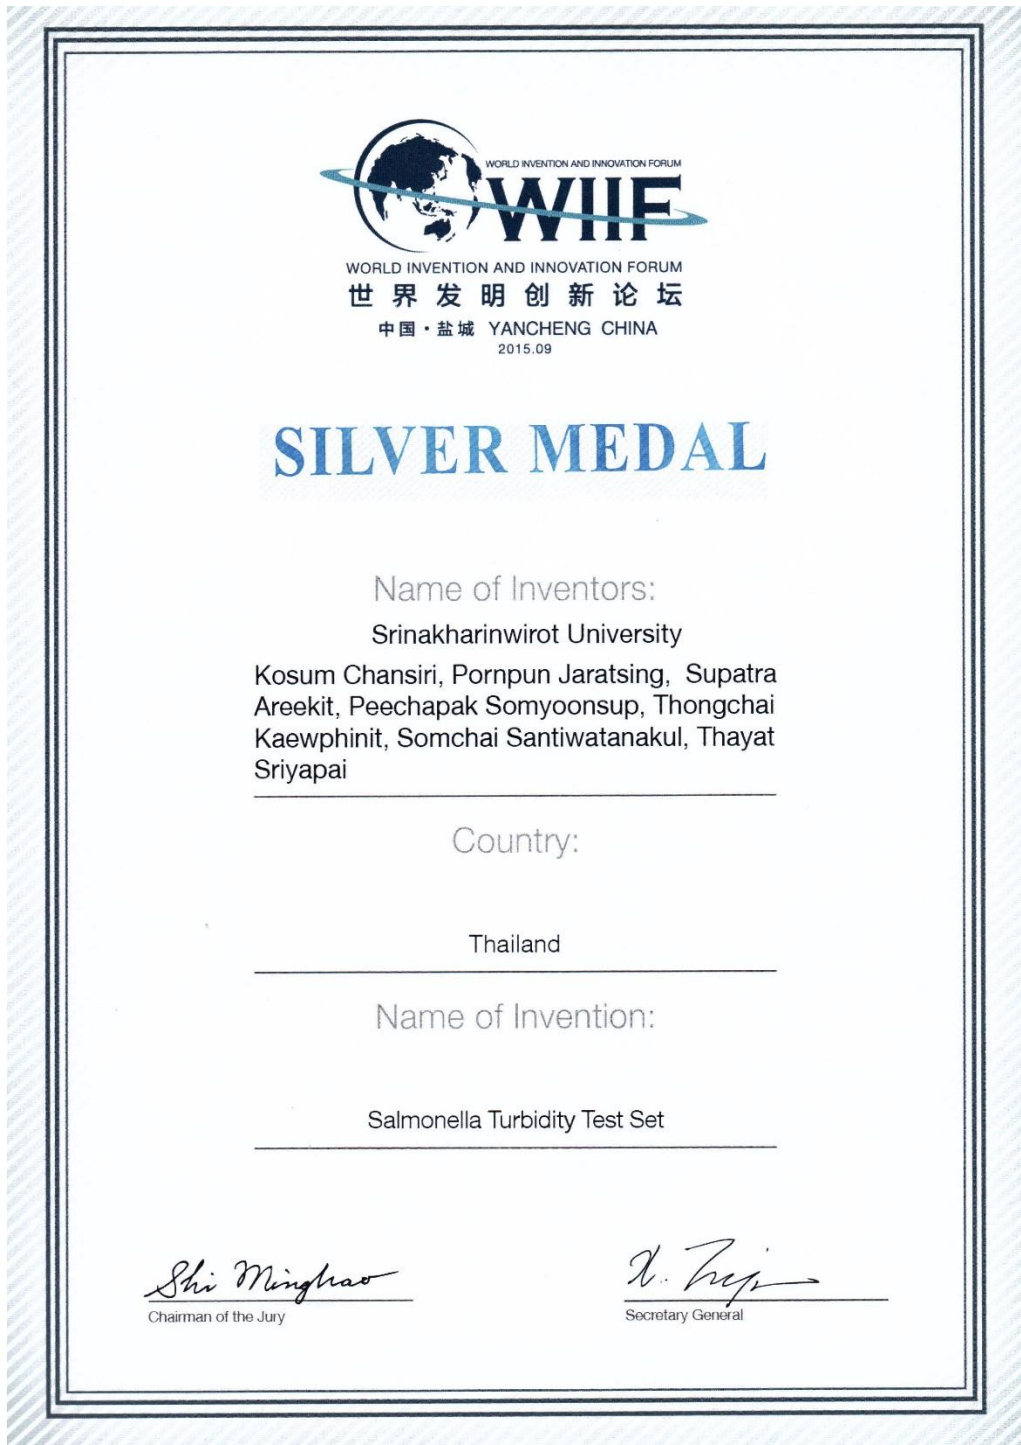 WORLD INVENTION AND INNOVATION FORUM
WIIF
WORLD INVENTION AND INNOVATION FORUM
世界发明创新论坛
中国·盐城 YANCHENG CHINA
2015.09
SILVER MEDAL
Name of Inventors:
Srinakharinwirot University
Kosum Chansiri, Pornpun Jaratsing, Supatra
Areekit, Peechapak Somyoonsup, Thongchai
Kaewphinit, Somchai Santiwatanakul, Thayat
Sriyapai
Country:
Thailand
Name of Invention:
Salmonella Turbidity Test Set
Shi Minghao
Chairman of the Jury
Secretary General